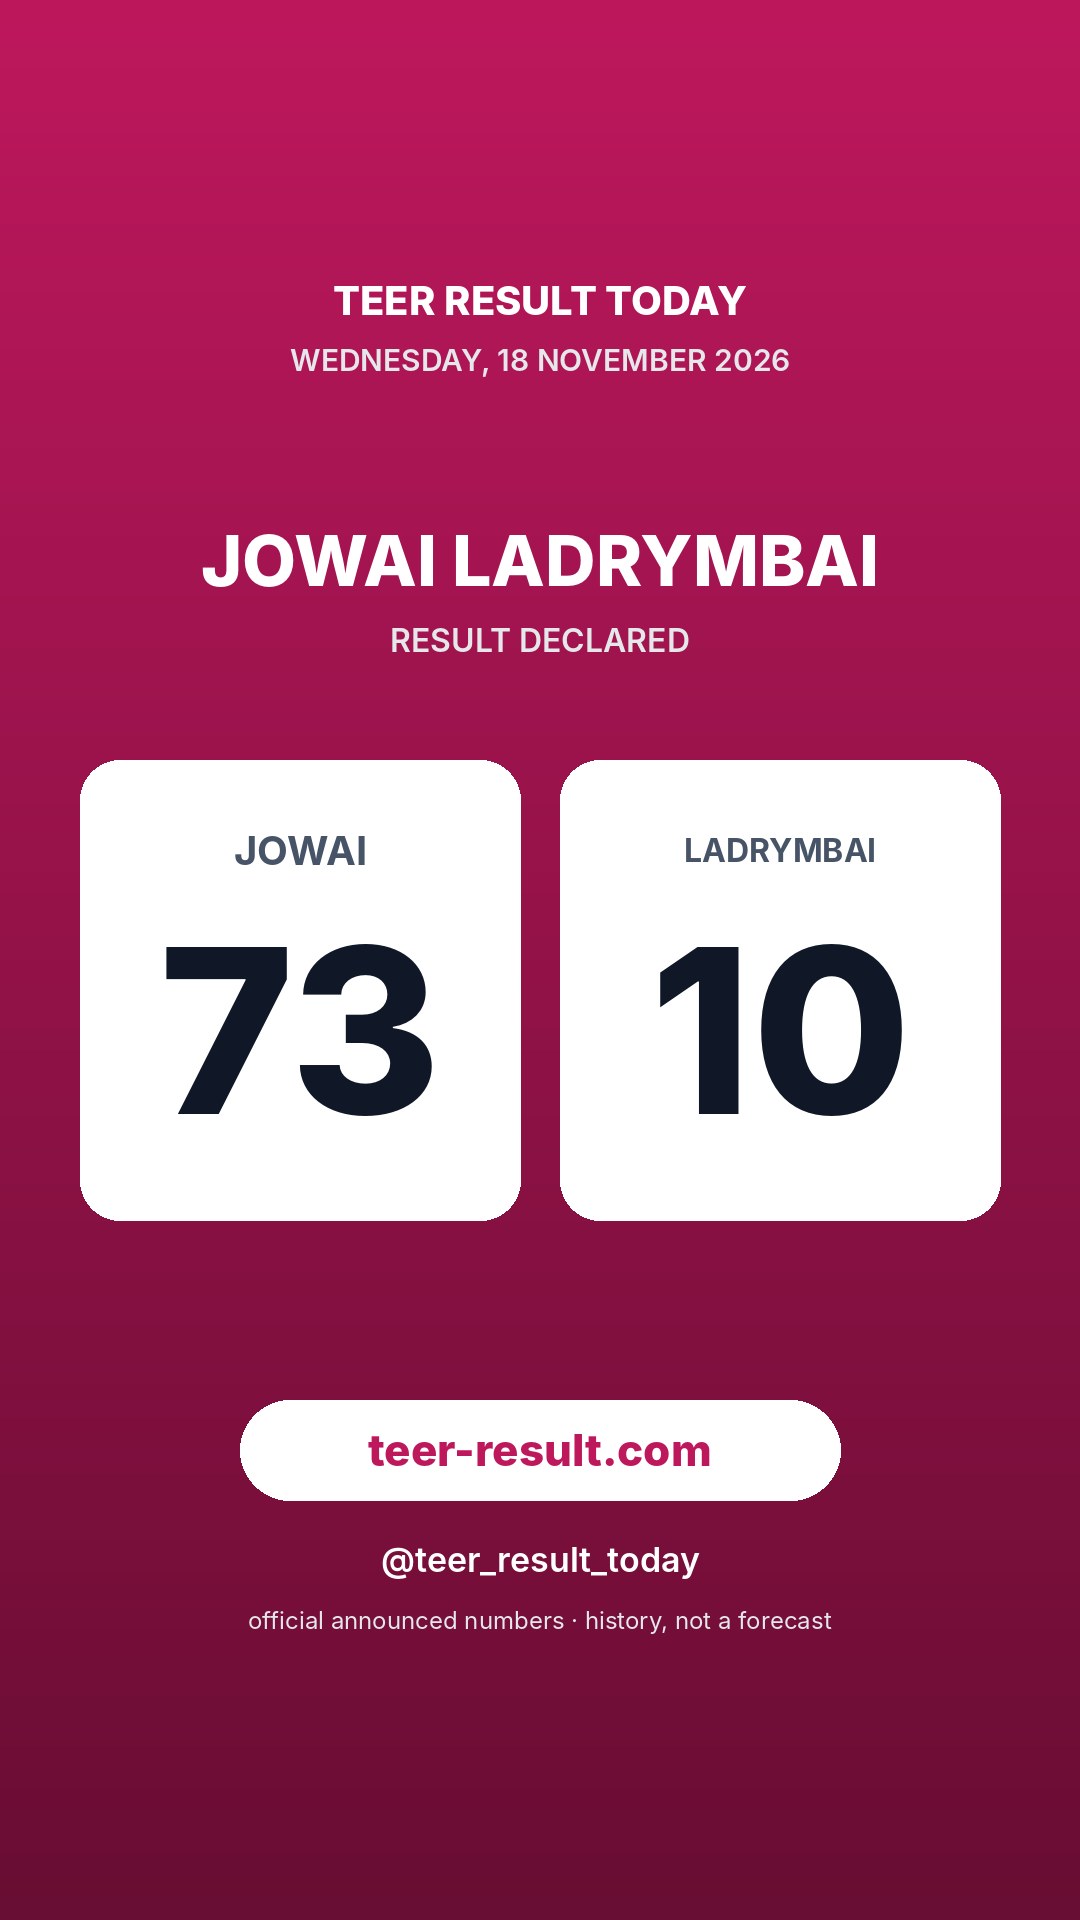 TEER RESULT TODAY
WEDNESDAY, 18 NOVEMBER 2026
JOWAI LADRYMBAI
RESULT DECLARED
JOWAI
73
LADRYMBAI
10
teer-result.com
@teer_result_today
official announced numbers · history, not a forecast